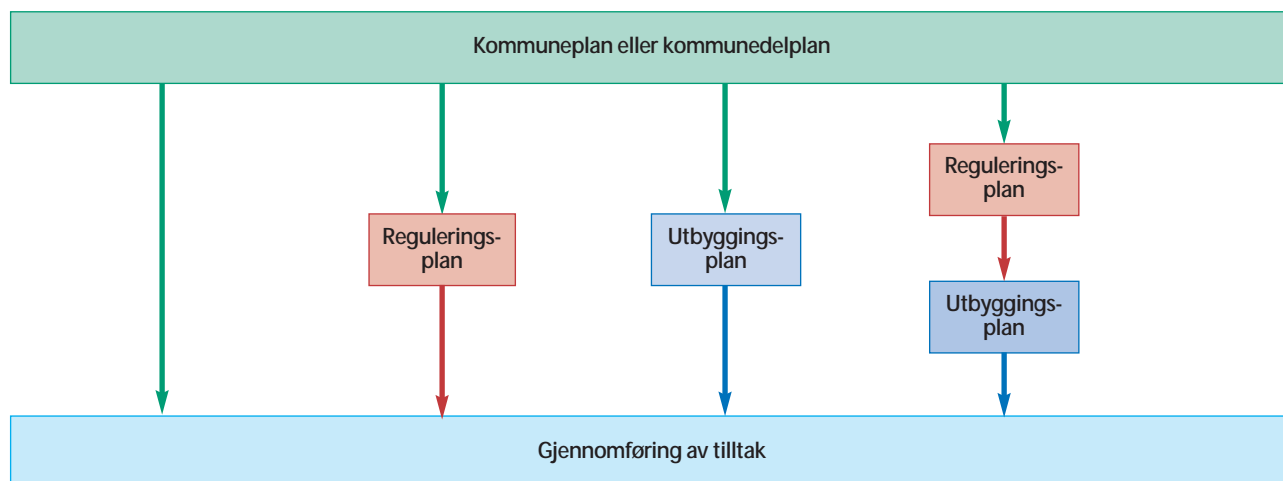 Kommuneplan eller kommunedelplan
Regulerings-
plan
Utbyggings-
plan
Regulerings-
plan
Utbyggings-
plan
Gjennomføring av tilltak